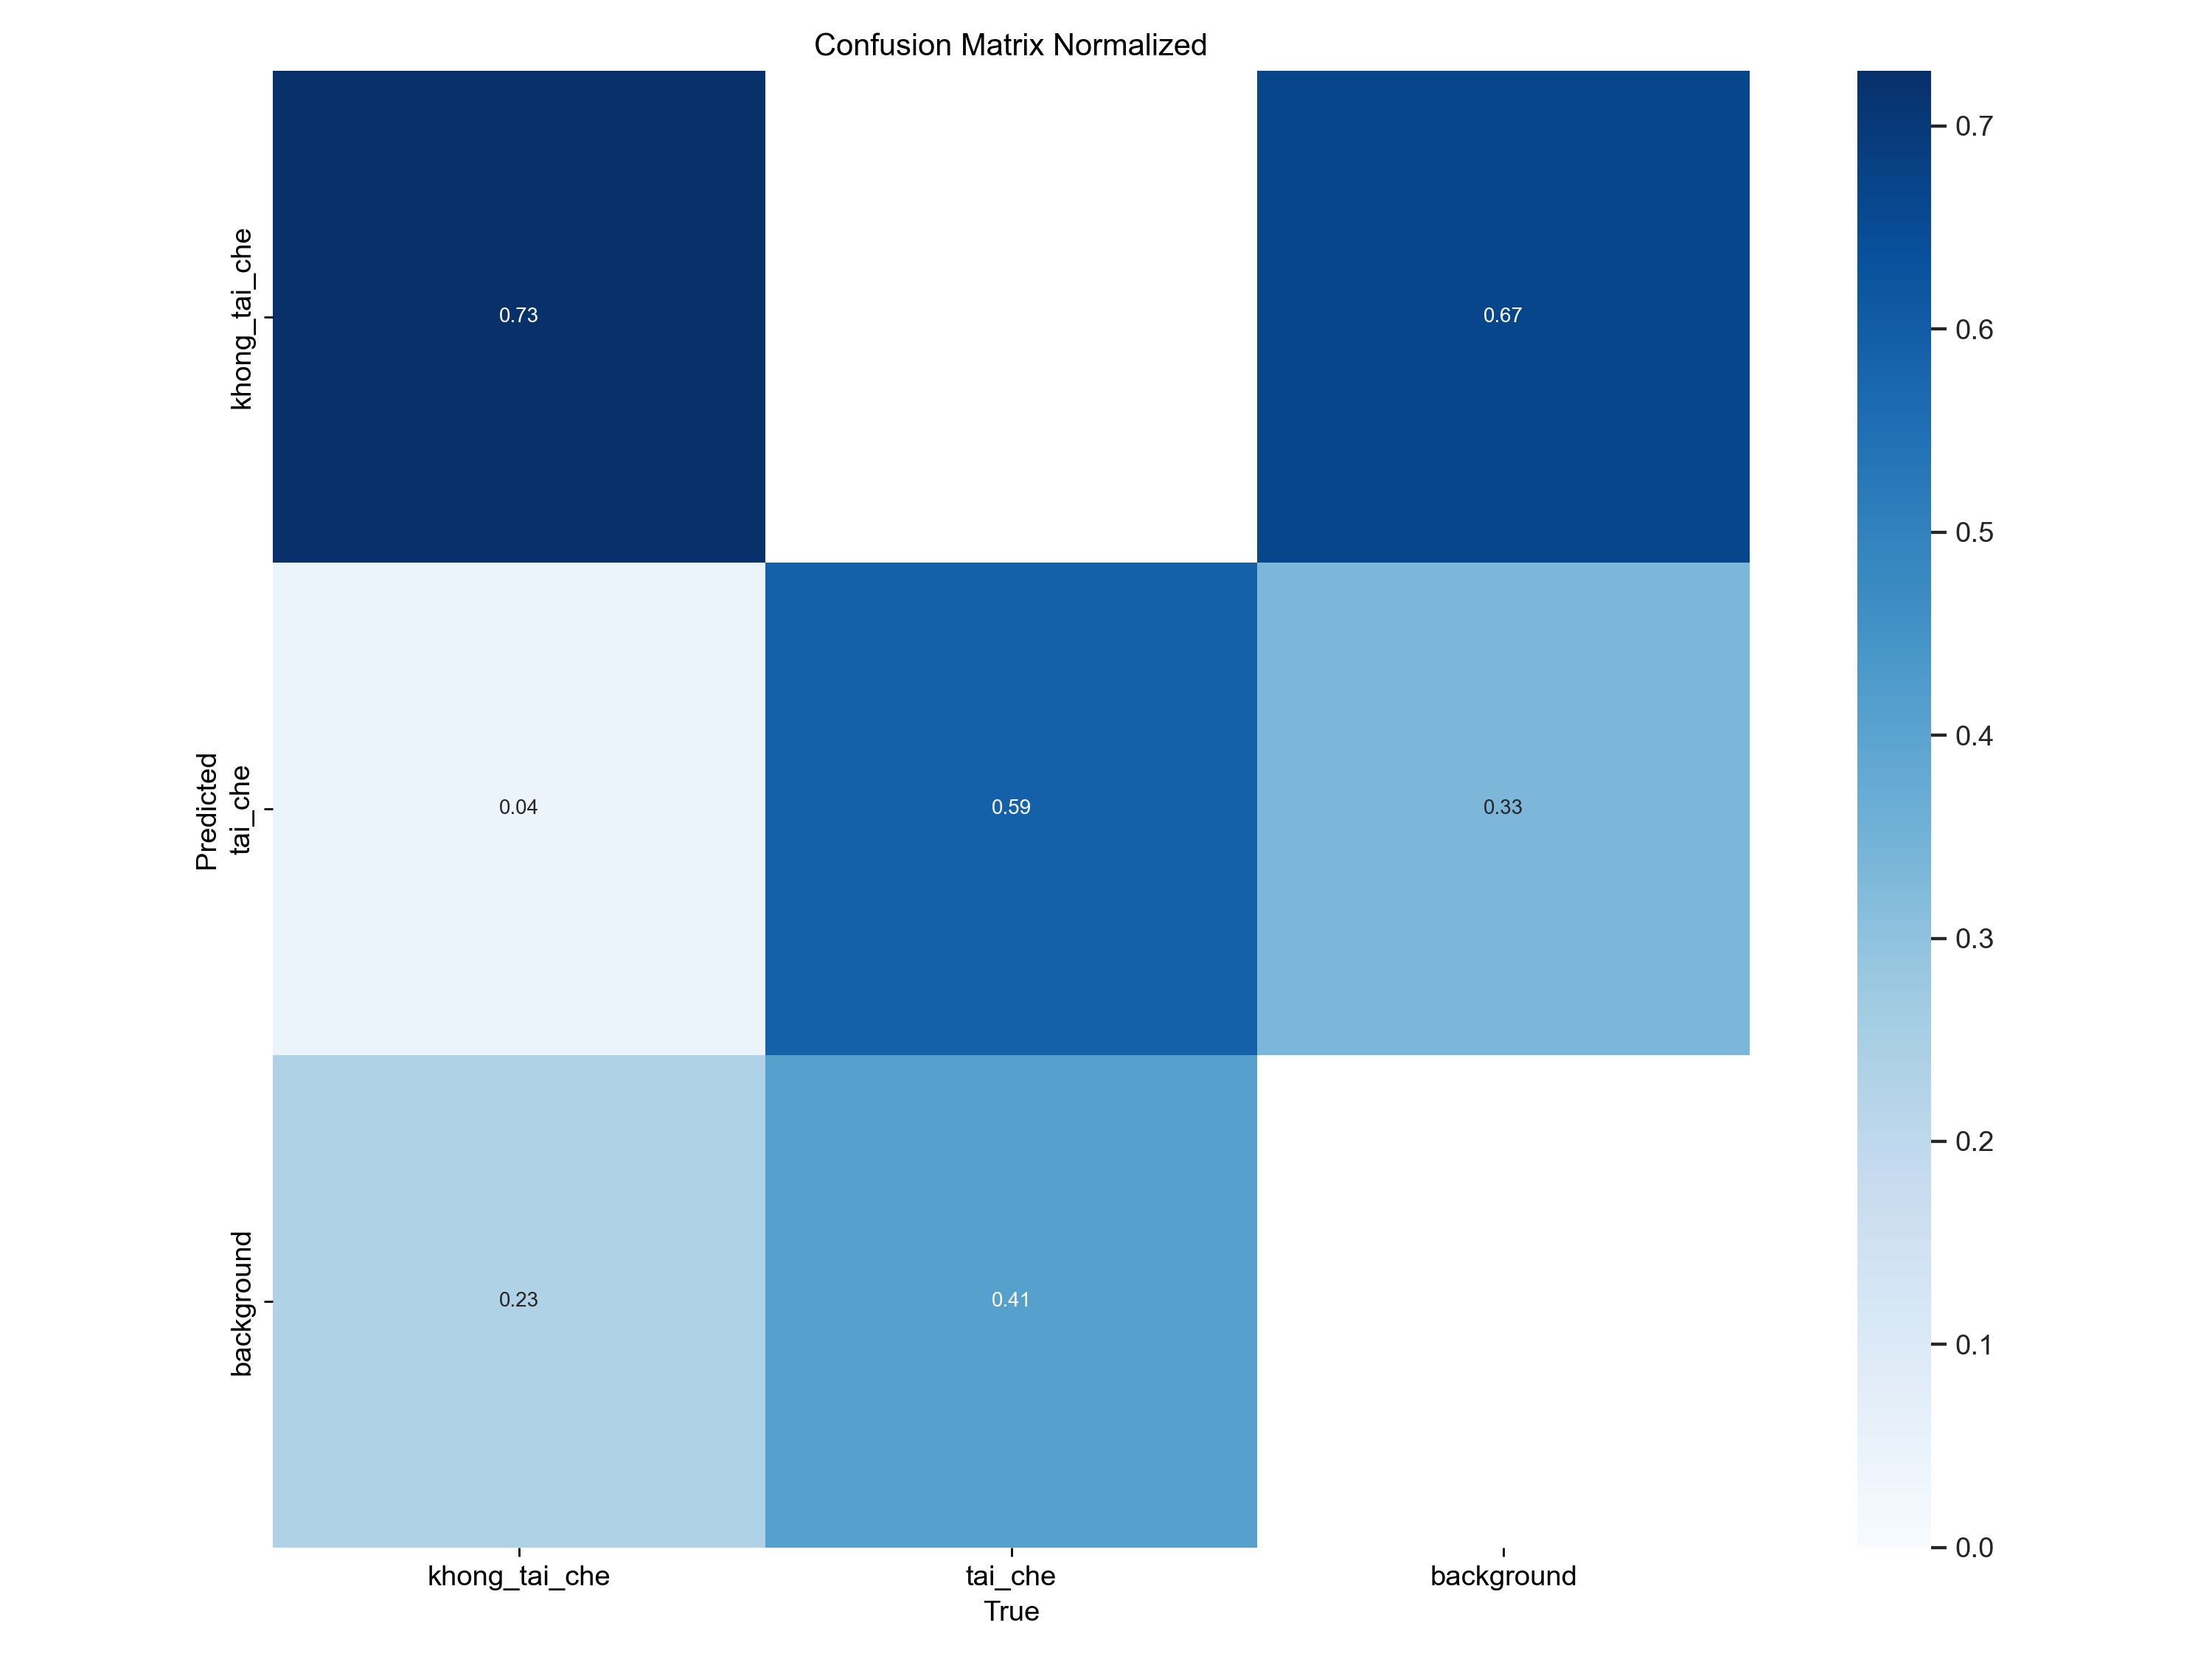 Confusion Matrix Normalized
khong_tai_che
0.73
0.67
Predicted
tai_che
0.04
0.59
0.33
background
0.23
0.41
khong_tai_che
tai_che
background
True
0.7
0.6
0.5
0.4
0.3
0.2
0.1
0.0